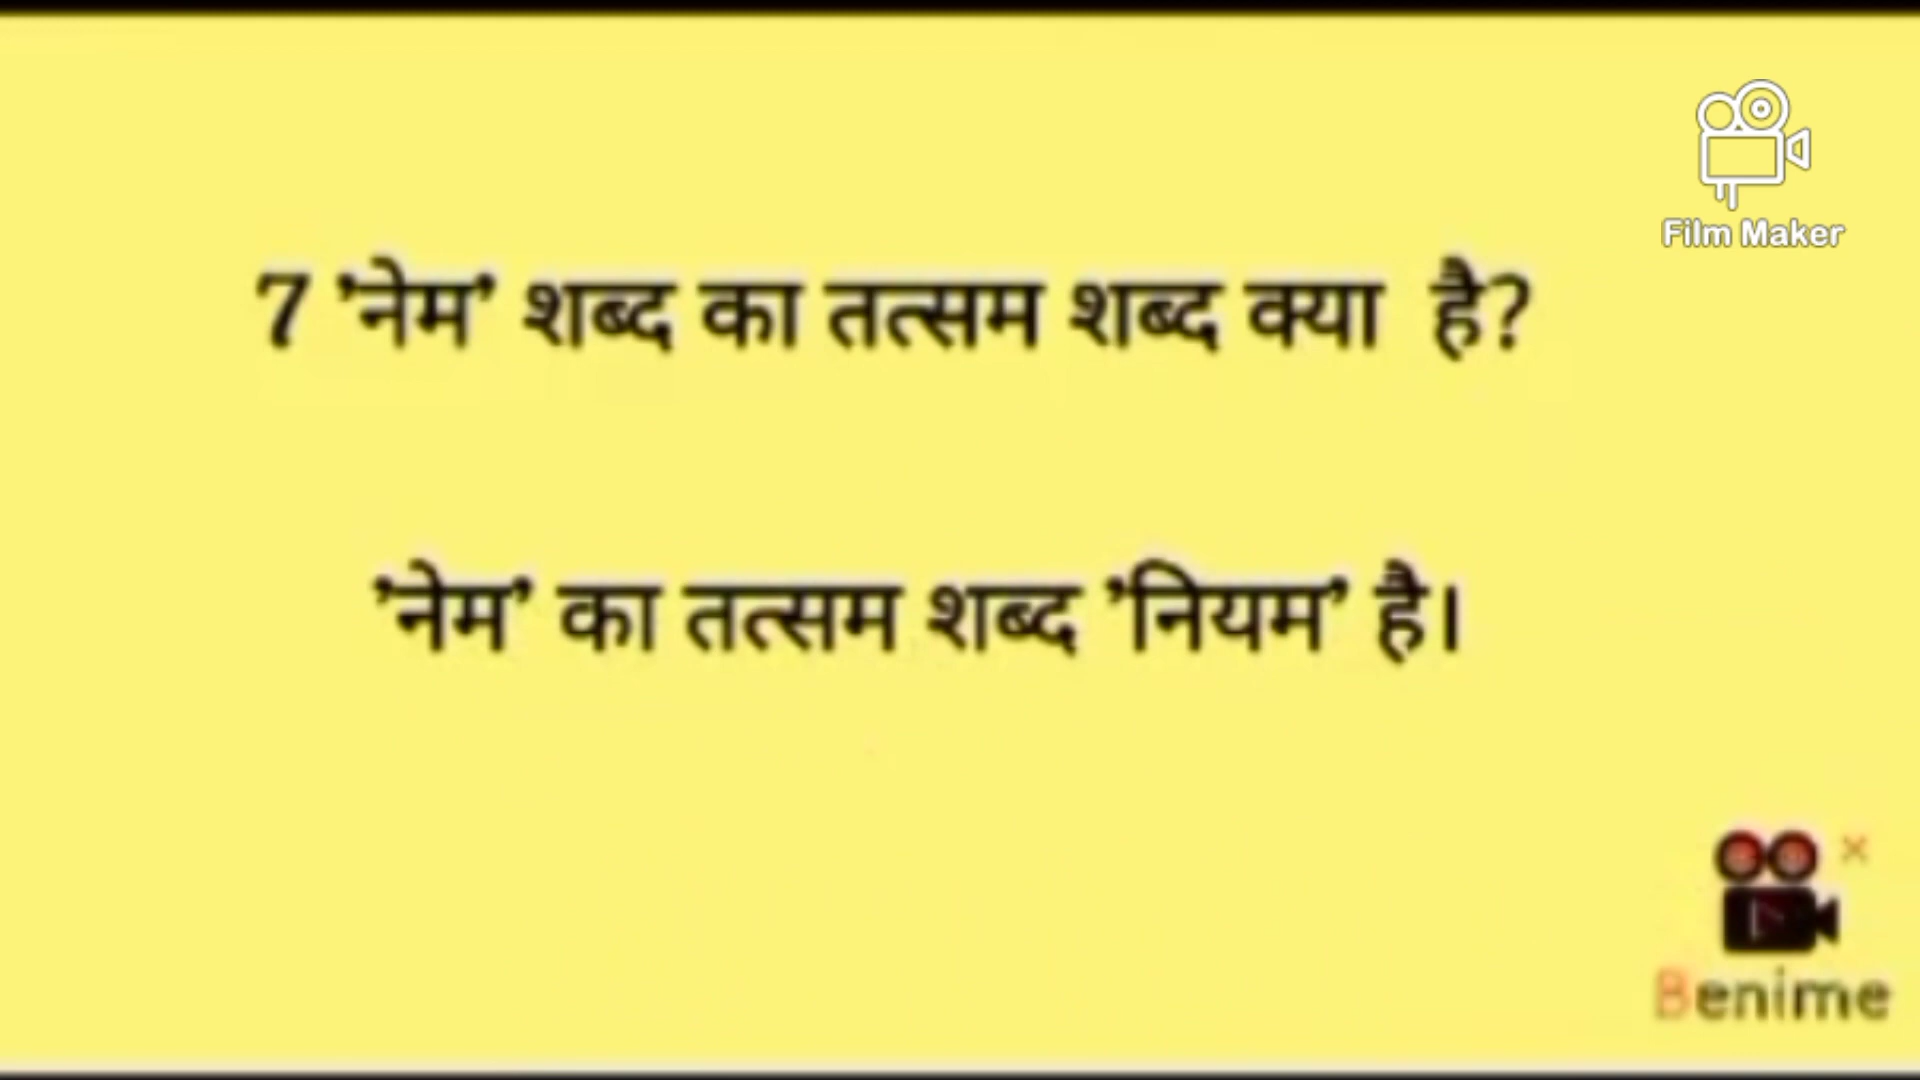 Film Maker
7 ’नेम’ शब्द का तत्सम शब्द क्या है?
’नेम’ का तत्सम शब्द ’नियम’ है।
Benime